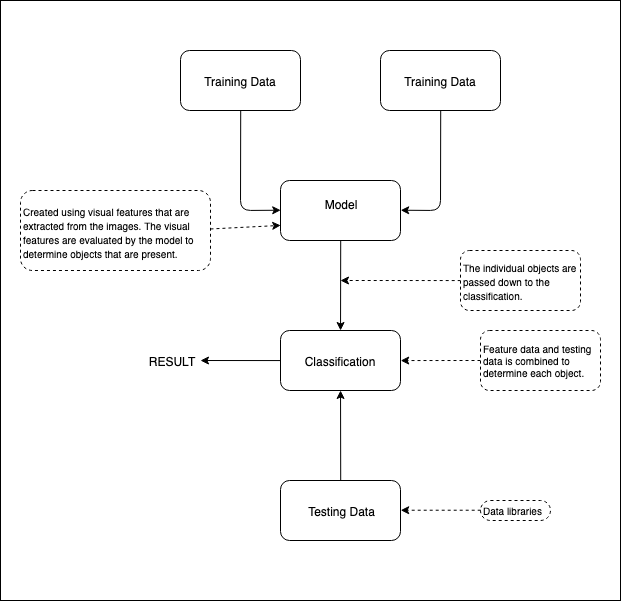 Training Data
Training Data
Model
Created using visual features that are
extracted from the images. The visual
features are evaluated by the model to
determine objects that are present.
The individual objects are
passed down to the
classification.
RESULT
Classification
Feature data and testing
data is combined to
determine each object.
Testing Data
Data libraries